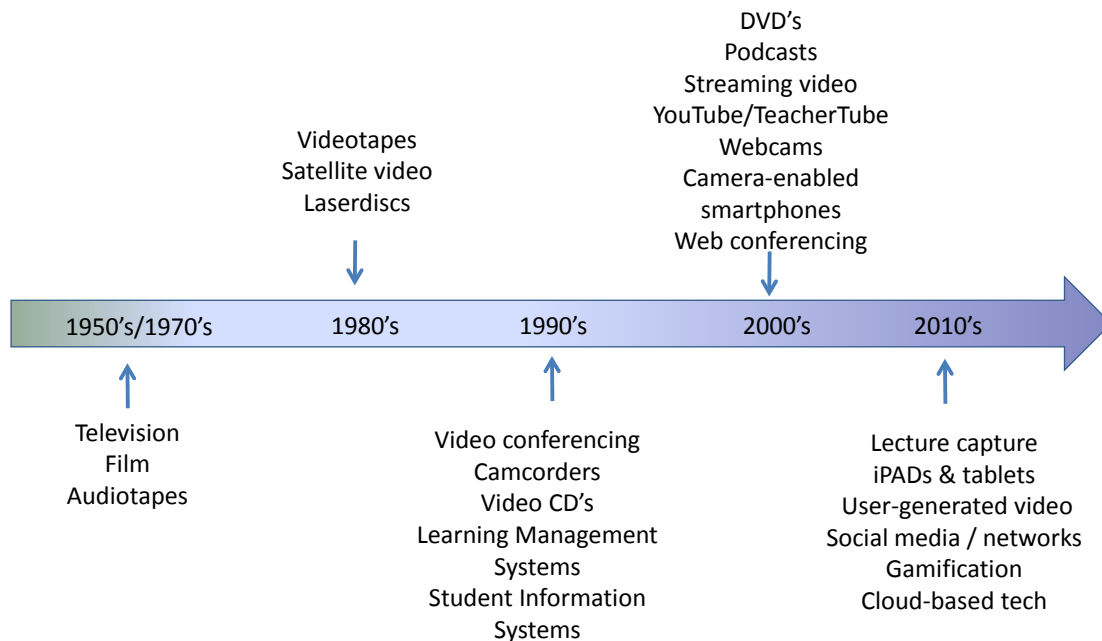 DVD's
Podcasts
Streaming video
YouTube/TeacherTube
Webcams
Camera-enabled
smartphones
Web conferencing
Videotapes
Satellite video
Laserdiscs
1950's/1970's
1980's
1990's
2000's
2010's
Television
Film
Audiotapes
Video conferencing
Camcorders
Video CD's
Learning Management
Systems
Student Information
Systems
Lecture capture
iPADs & tablets
User-generated video
Social media / networks
Gamification
Cloud-based tech